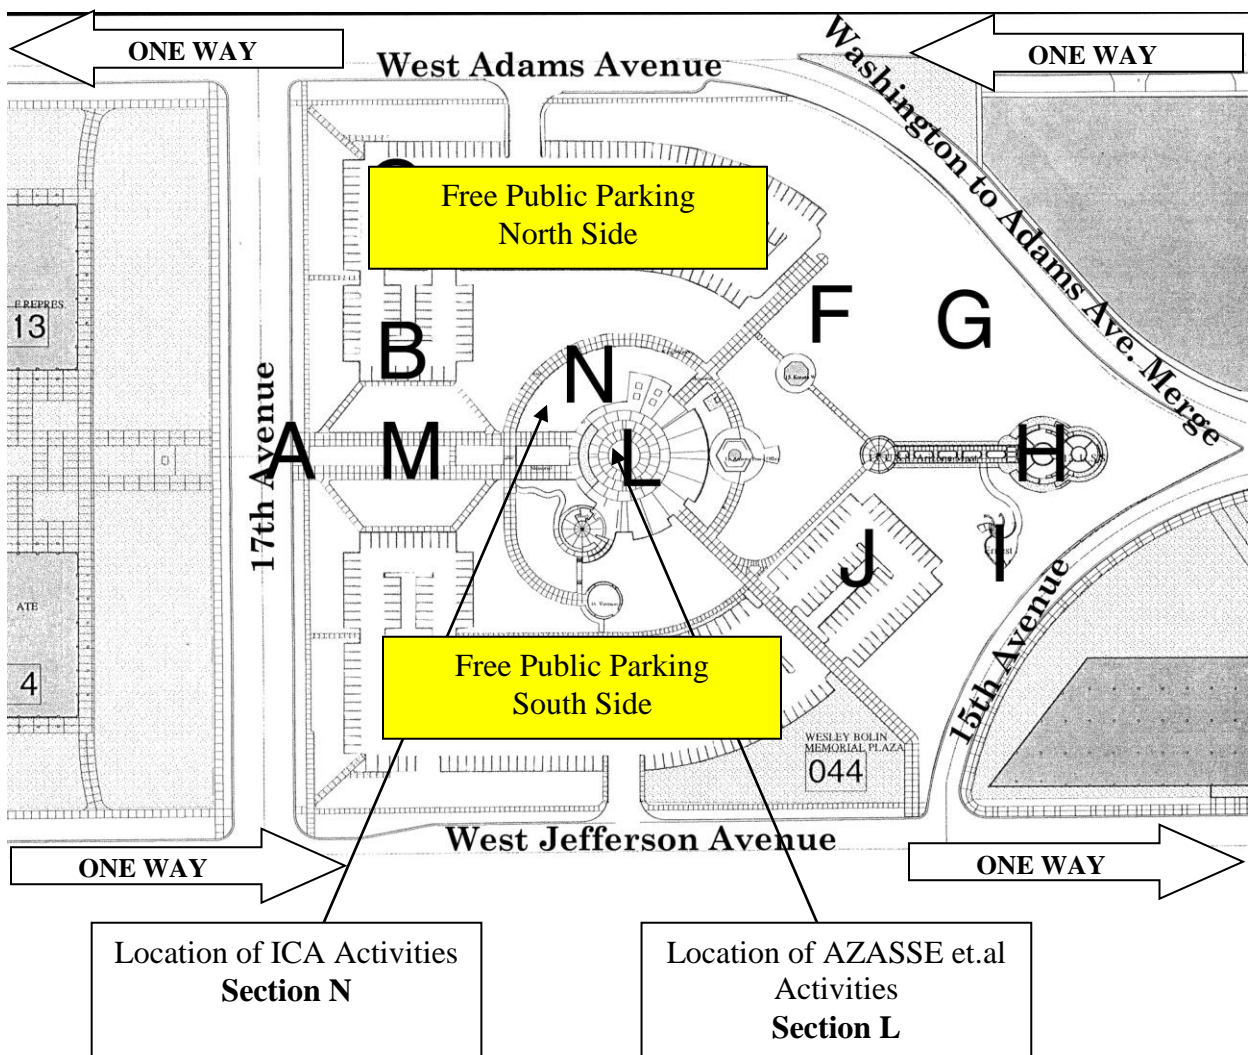 ONE WAY
ONE WAY
West Adams Avenue
Washington to Adams Ave. Merge
Free Public Parking
North Side
E REPRES.
13
F
G
B
N
17th Avenue
A
M
L
H
J
I
ATE
4
Free Public Parking
South Side
15th Avenue
WESLEY BOLIN
MEMORIAL PLAZA
044
West Jefferson Avenue
ONE WAY
ONE WAY
Location of ICA Activities
Section N
Location of AZASSE et.al
Activities
Section L